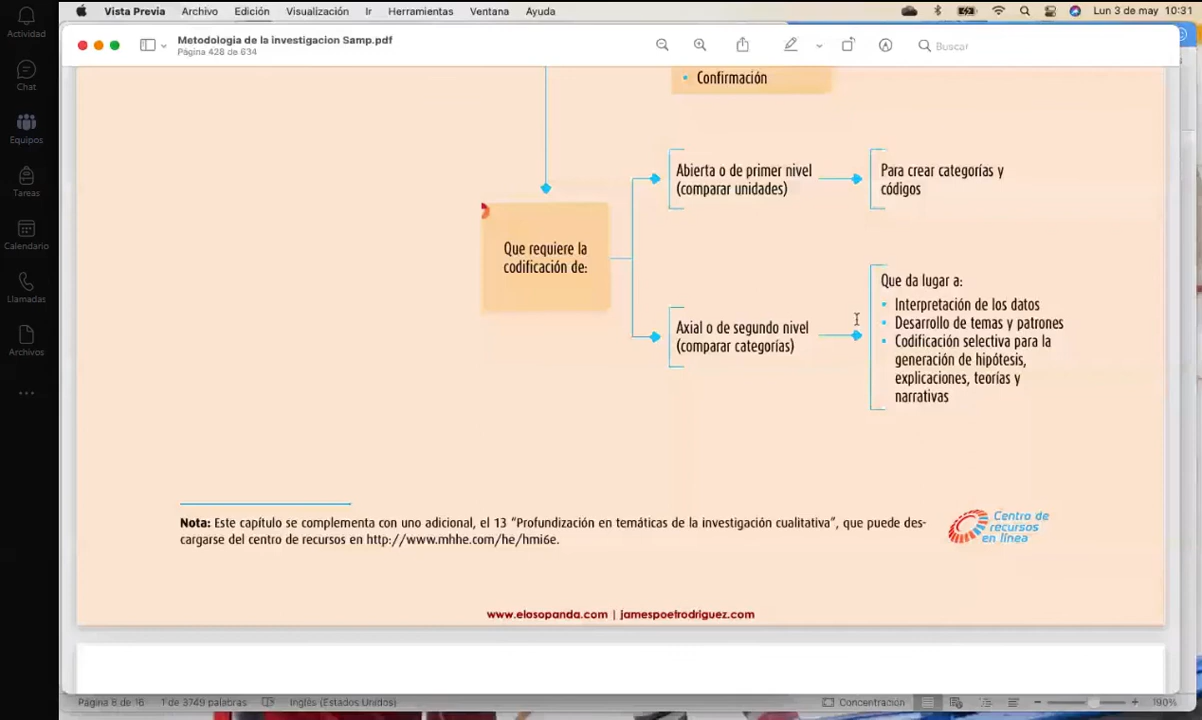 Vista Previa Archivo Edición Visualización Ir Herramientas Ventana Ayuda Lun 3 de may 10:31
Actividad
Chat
Equipos
Tareas
Calendario
Llamadas
Archivos
Metodologia de la investigacion Samp.pdf
Página 428 de 634
Buscar
• Confirmación
Abierta o de primer nivel
(comparar unidades)
Para crear categorías y
códigos
Que requiere la
codificación de:
Axial o de segundo nivel
(comparar categorías)
Que da lugar a:
• Interpretación de los datos
• Desarrollo de temas y patrones
• Codificación selectiva para la
generación de hipótesis,
explicaciones, teorías y
narrativas
Nota: Este capítulo se complementa con uno adicional, el 13 “Profundización en temáticas de la investigación cualitativa”, que puede des-
cargarse del centro de recursos en http://www.mhhe.com/he/hmi6e.
Centro de
recursos
en línea
www.elosopanda.com | jamespoetrodriguez.com
Página 8 de 16 1 de 3749 palabras Inglés (Estados Unidos) Concentración 190%